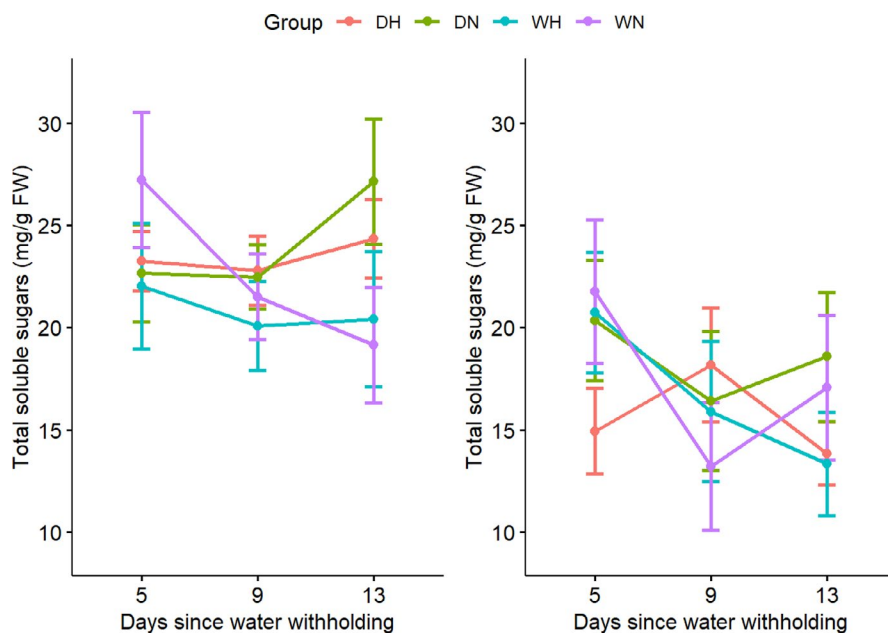 Group DH DN WH WN
Total soluble sugars (mg/g FW)
30
25
20
15
10
5 9 13
Days since water withholding
Total soluble sugars (mg/g FW)
30
25
20
15
10
5 9 13
Days since water withholding